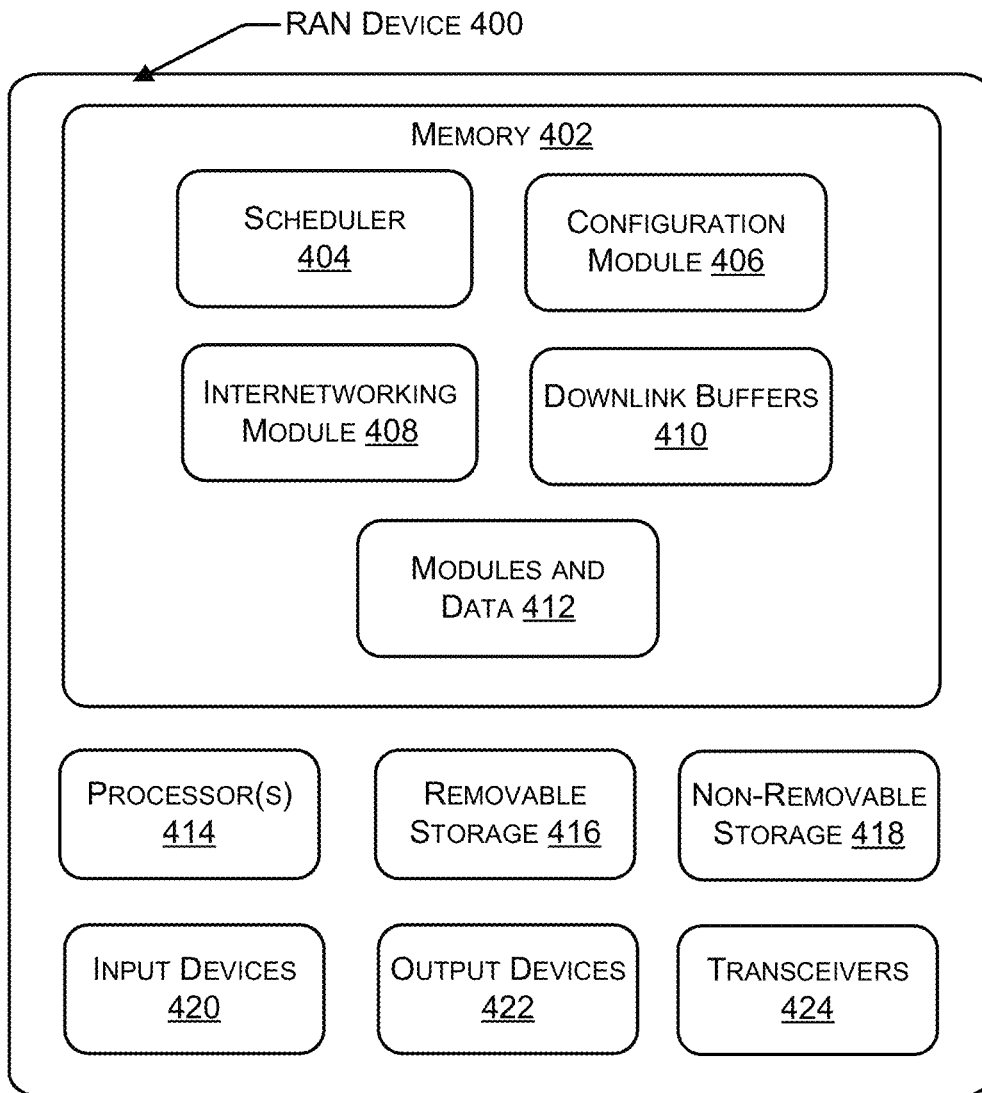 RAN DEVICE 400
MEMORY 402
SCHEDULER
404
CONFIGURATION
MODULE 406
INTERNETWORKING
MODULE 408
DOWNLINK BUFFERS
410
MODULES AND
DATA 412
PROCESSOR(S)
414
REMOVABLE
STORAGE 416
NON-REMOVABLE
STORAGE 418
INPUT DEVICES
420
OUTPUT DEVICES
422
TRANSCEIVERS
424